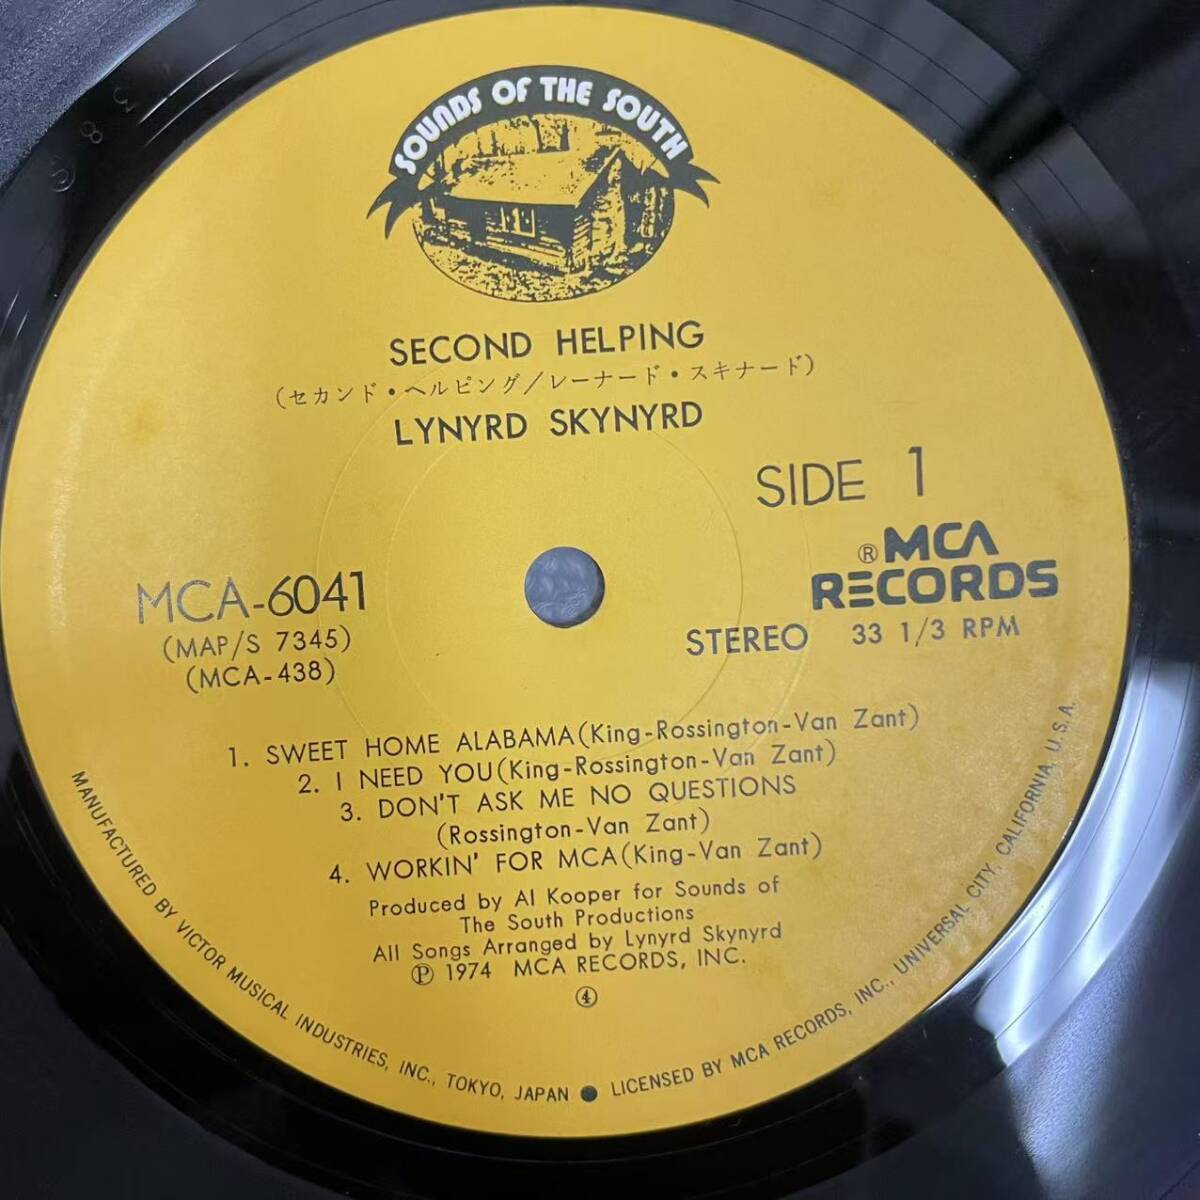 SOUNDS OF THE SOUTH
SECOND HELPING
(セカンド・ヘルピング/レーナード・スキナード)
LYNYRD SKYNYRD
SIDE 1
® MCA
RECORDS
MCA-6041
(MAP/S 7345)
(MCA-438)
STEREO 33 1/3 RPM
1. SWEET HOME ALABAMA(King-Rossington-Van Zant)
2. I NEED YOU(King-Rossington-Van Zant)
3. DON'T ASK ME NO QUESTIONS
(Rossington-Van Zant)
4. WORKIN' FOR MCA(King-Van Zant)
Produced by Al Kooper for Sounds of
The South Productions
All Songs Arranged by Lynyrd Skynyrd
℗ 1974 MCA RECORDS, INC.
④
MANUFACTURED BY VICTOR MUSICAL INDUSTRIES, INC., TOKYO, JAPAN ● LICENSED BY MCA RECORDS, INC., UNIVERSAL CITY, CALIFORNIA, U.S.A.